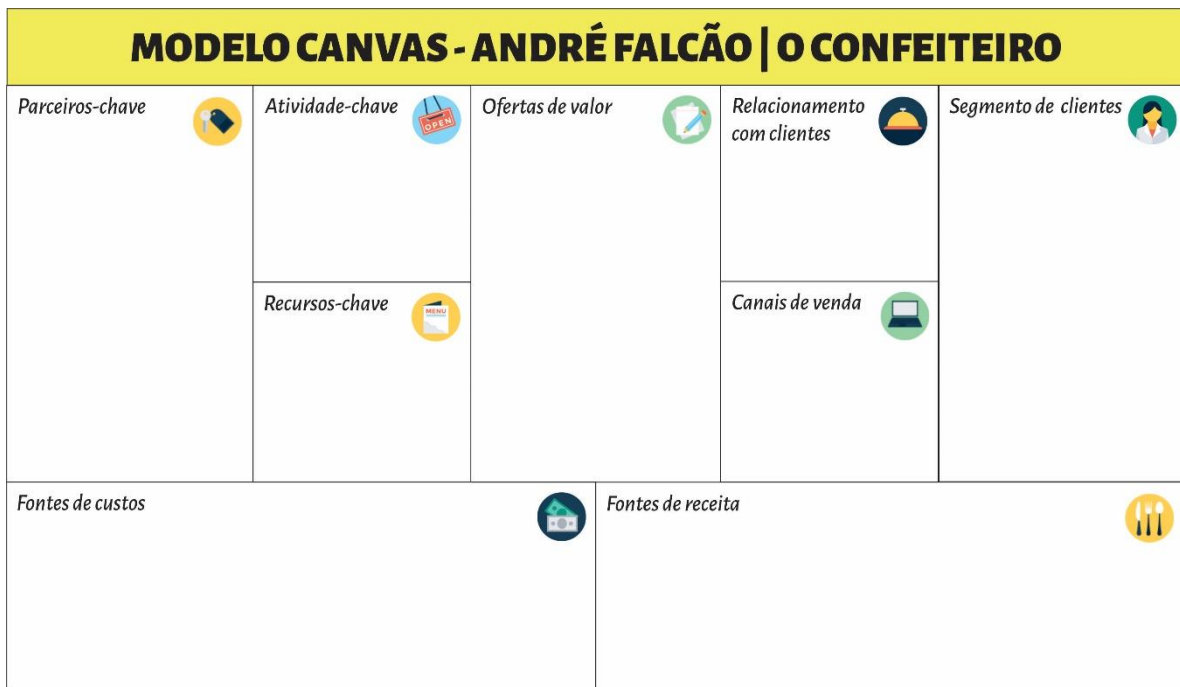 MODELO CANVAS - ANDRÉ FALCÃO | O CONFEITEIRO
Parceiros-chave
Atividade-chave
OPEN
Ofertas de valor
Relacionamento
com clientes
Segmento de clientes
Recursos-chave
MENU
Canais de venda
Fontes de custos
Fontes de receita